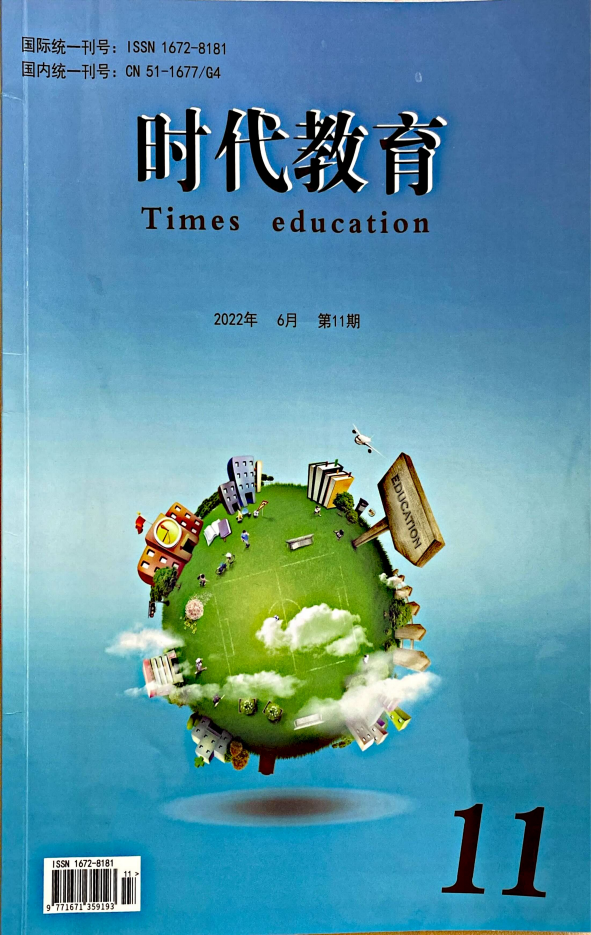 国际统一刊号：ISSN 1672-8181
国内统一刊号：CN 51-1677/G4
时代教育
Times education
2022年 6月 第11期
EDUCATION
11
ISSN 1672-8181
11 >
9 771671 359193